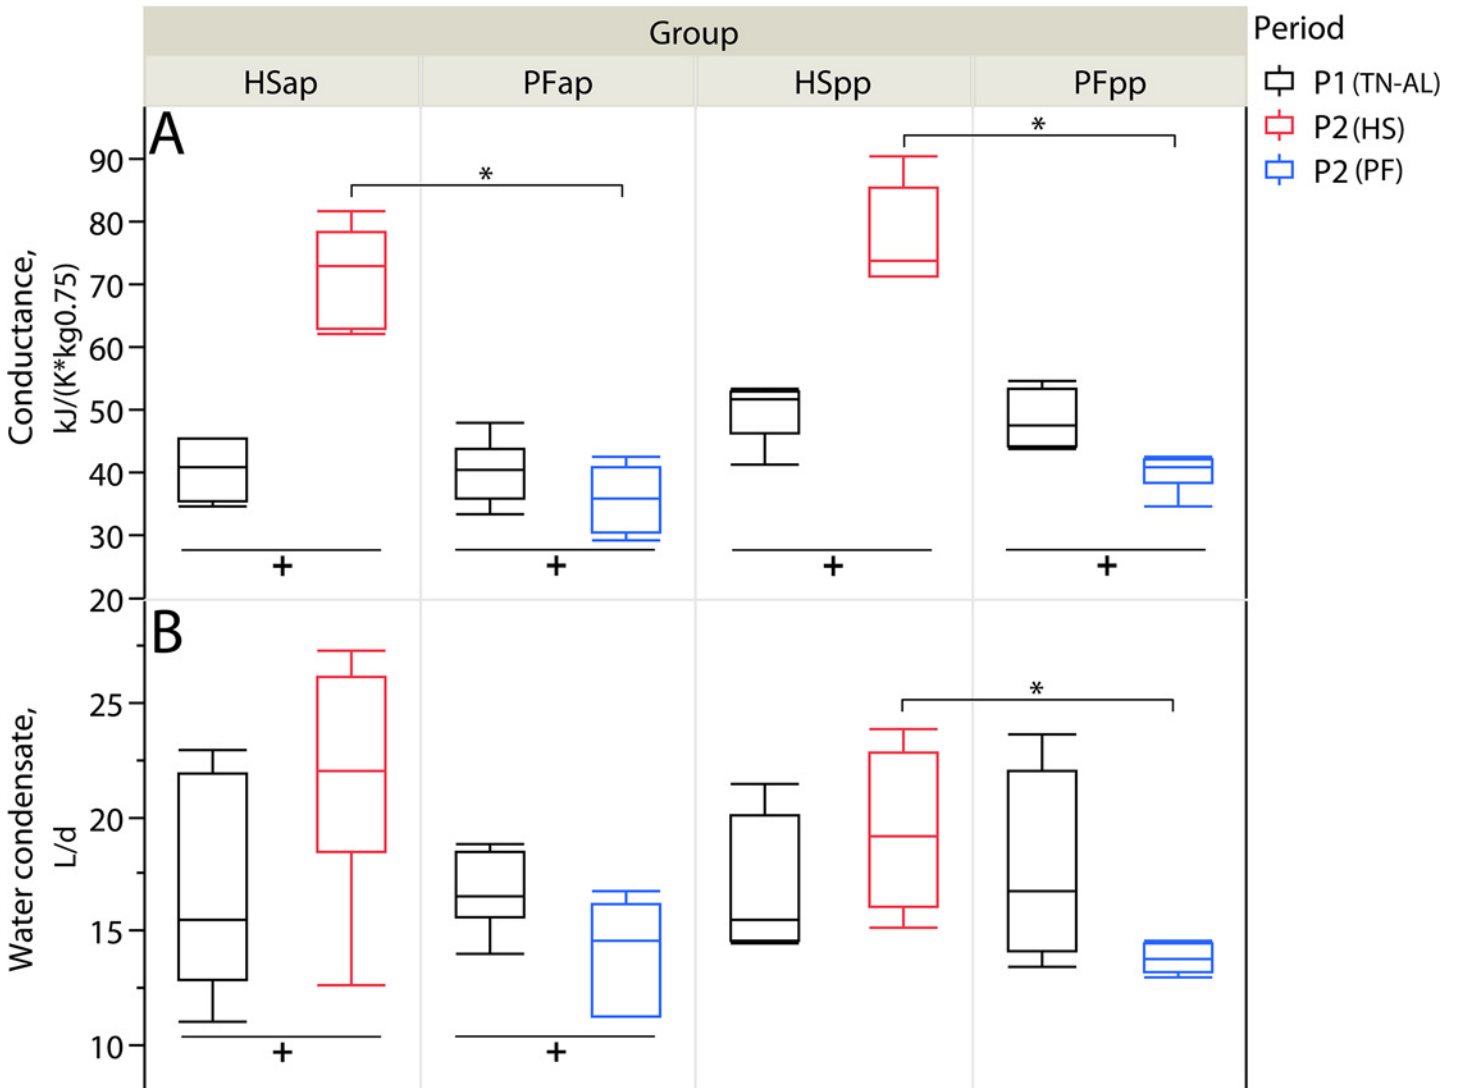 Group
Period
HSap PFap HSpp PFpp
P1 (TN-AL)
P2 (HS)
P2 (PF)
A
*
*
90
80
70
60
50
40
30
20
Conductance,
kJ/(K*kg0.75)
+ + + +
B
*
25
20
15
10
Water condensate,
L/d
+ +